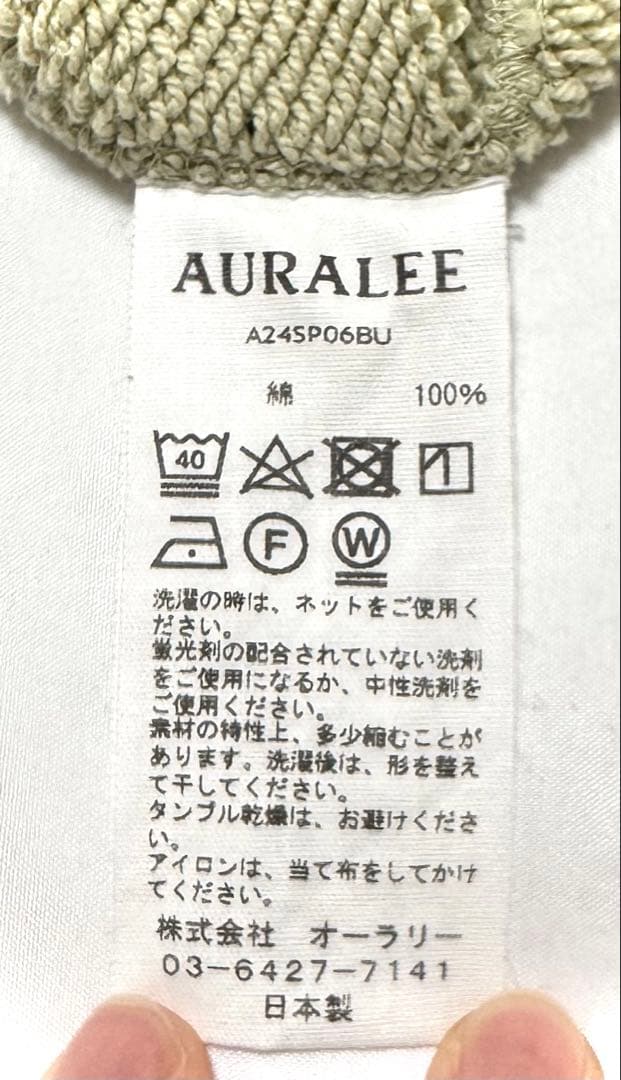 AURALEE
A24SP06BU
綿 100%
40
F W
洗濯の時は、ネットをご使用く
ださい。
蛍光剤の配合されていない洗剤
をご使用になるか、中性洗剤を
ご使用ください。
素材の特性上、多少縮むことが
あります。洗濯後は、形を整え
て干してください。
タンブル乾燥は、お避けくださ
い。
アイロンは、当て布をしてかけ
てください。
株式会社 オーラリー
03-6427-7141
日本製